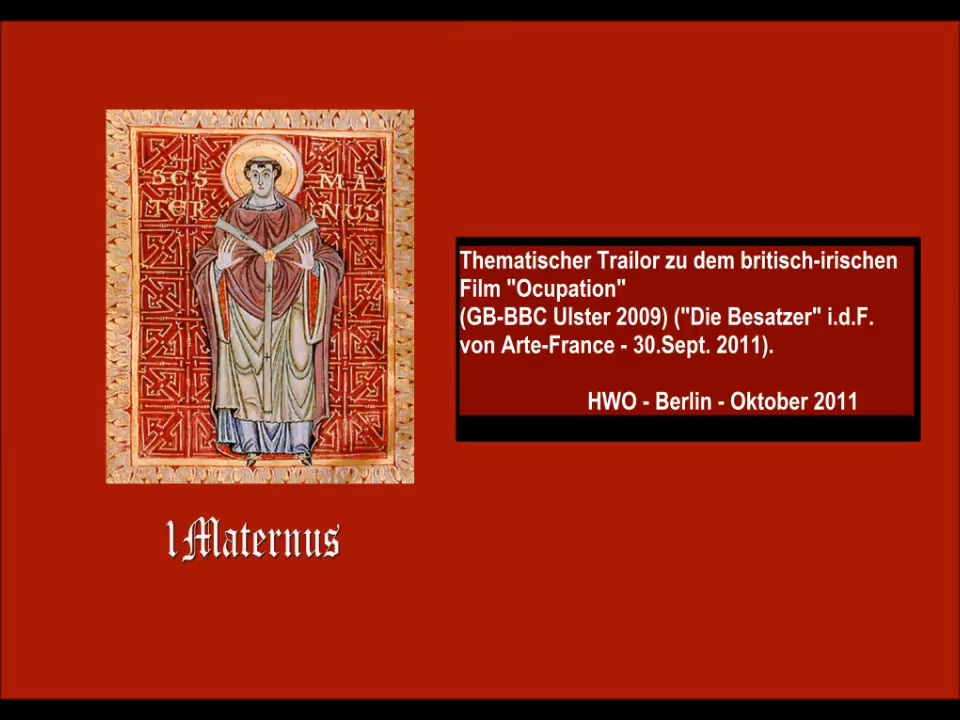 SCS MA
TER NUS
1 Maternus
Thematischer Trailor zu dem britisch-irischen
Film "Ocupation"
(GB-BBC Ulster 2009) ("Die Besatzer" i.d.F.
von Arte-France - 30.Sept. 2011).
HWO - Berlin - Oktober 2011